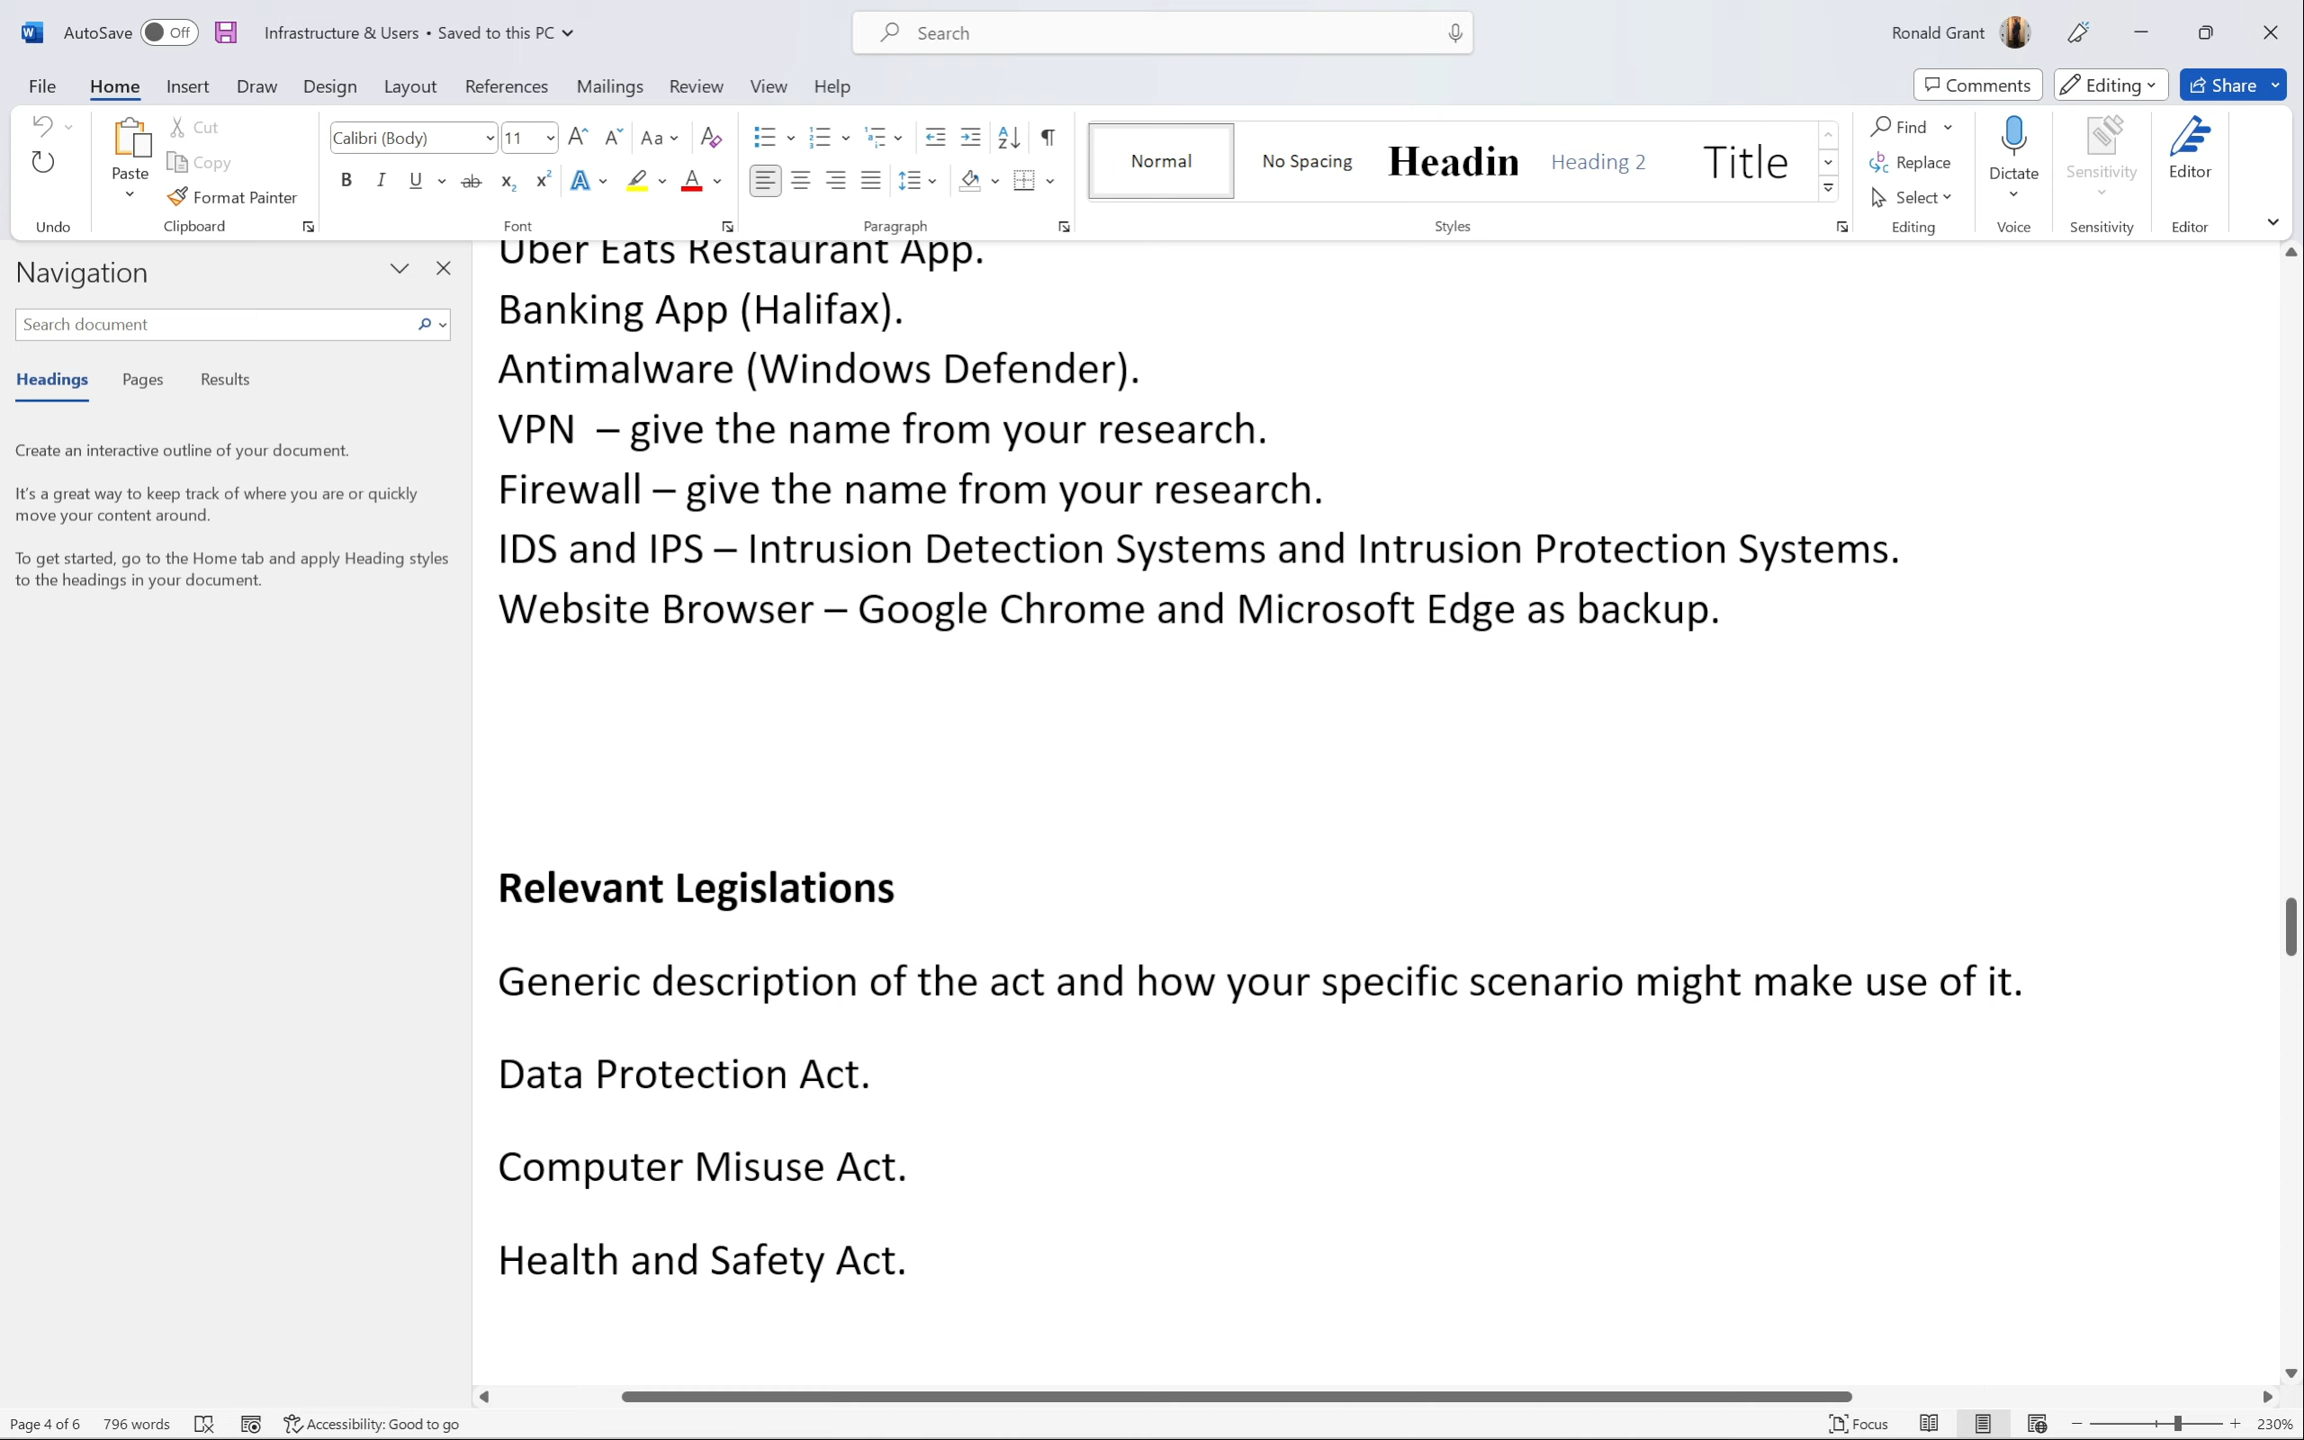 AutoSave Off Infrastructure & Users • Saved to this PC Search Ronald Grant
File Home Insert Draw Design Layout References Mailings Review View Help Comments Editing Share
Undo
Paste Cut Copy Format Painter Clipboard
Calibri (Body) 11 Aa B I U ab x₂ x² A A Font
Paragraph
Normal No Spacing Headin Heading 2 Title Styles
Find Replace Select Editing
Dictate Voice
Sensitivity Sensitivity
Editor Editor
Navigation
Search document
Headings Pages Results
Create an interactive outline of your document.
It's a great way to keep track of where you are or quickly
move your content around.
To get started, go to the Home tab and apply Heading styles
to the headings in your document.
Uber Eats Restaurant App.
Banking App (Halifax).
Antimalware (Windows Defender).
VPN – give the name from your research.
Firewall – give the name from your research.
IDS and IPS – Intrusion Detection Systems and Intrusion Protection Systems.
Website Browser – Google Chrome and Microsoft Edge as backup.
Relevant Legislations
Generic description of the act and how your specific scenario might make use of it.
Data Protection Act.
Computer Misuse Act.
Health and Safety Act.
Page 4 of 6 796 words Accessibility: Good to go Focus 230%